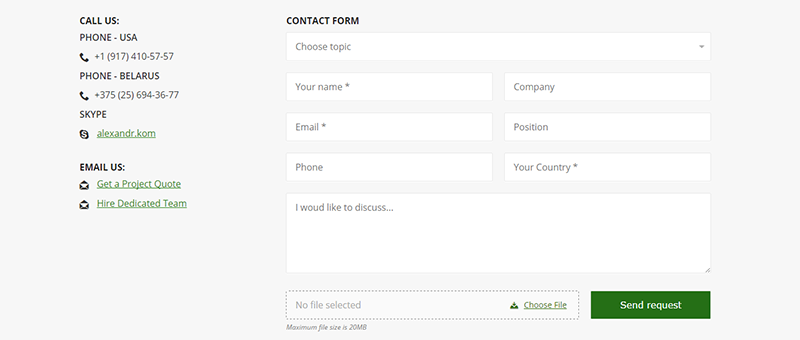 CALL US:
PHONE - USA
+1 (917) 410-57-57
PHONE - BELARUS
+375 (25) 694-36-77
SKYPE
alexandr.kom
EMAIL US:
Get a Project Quote
Hire Dedicated Team
CONTACT FORM
Choose topic
Your name *
Company
Email *
Position
Phone
Your Country *
I woud like to discuss...
No file selected
Choose File
Send request
Maximum file size is 20MB